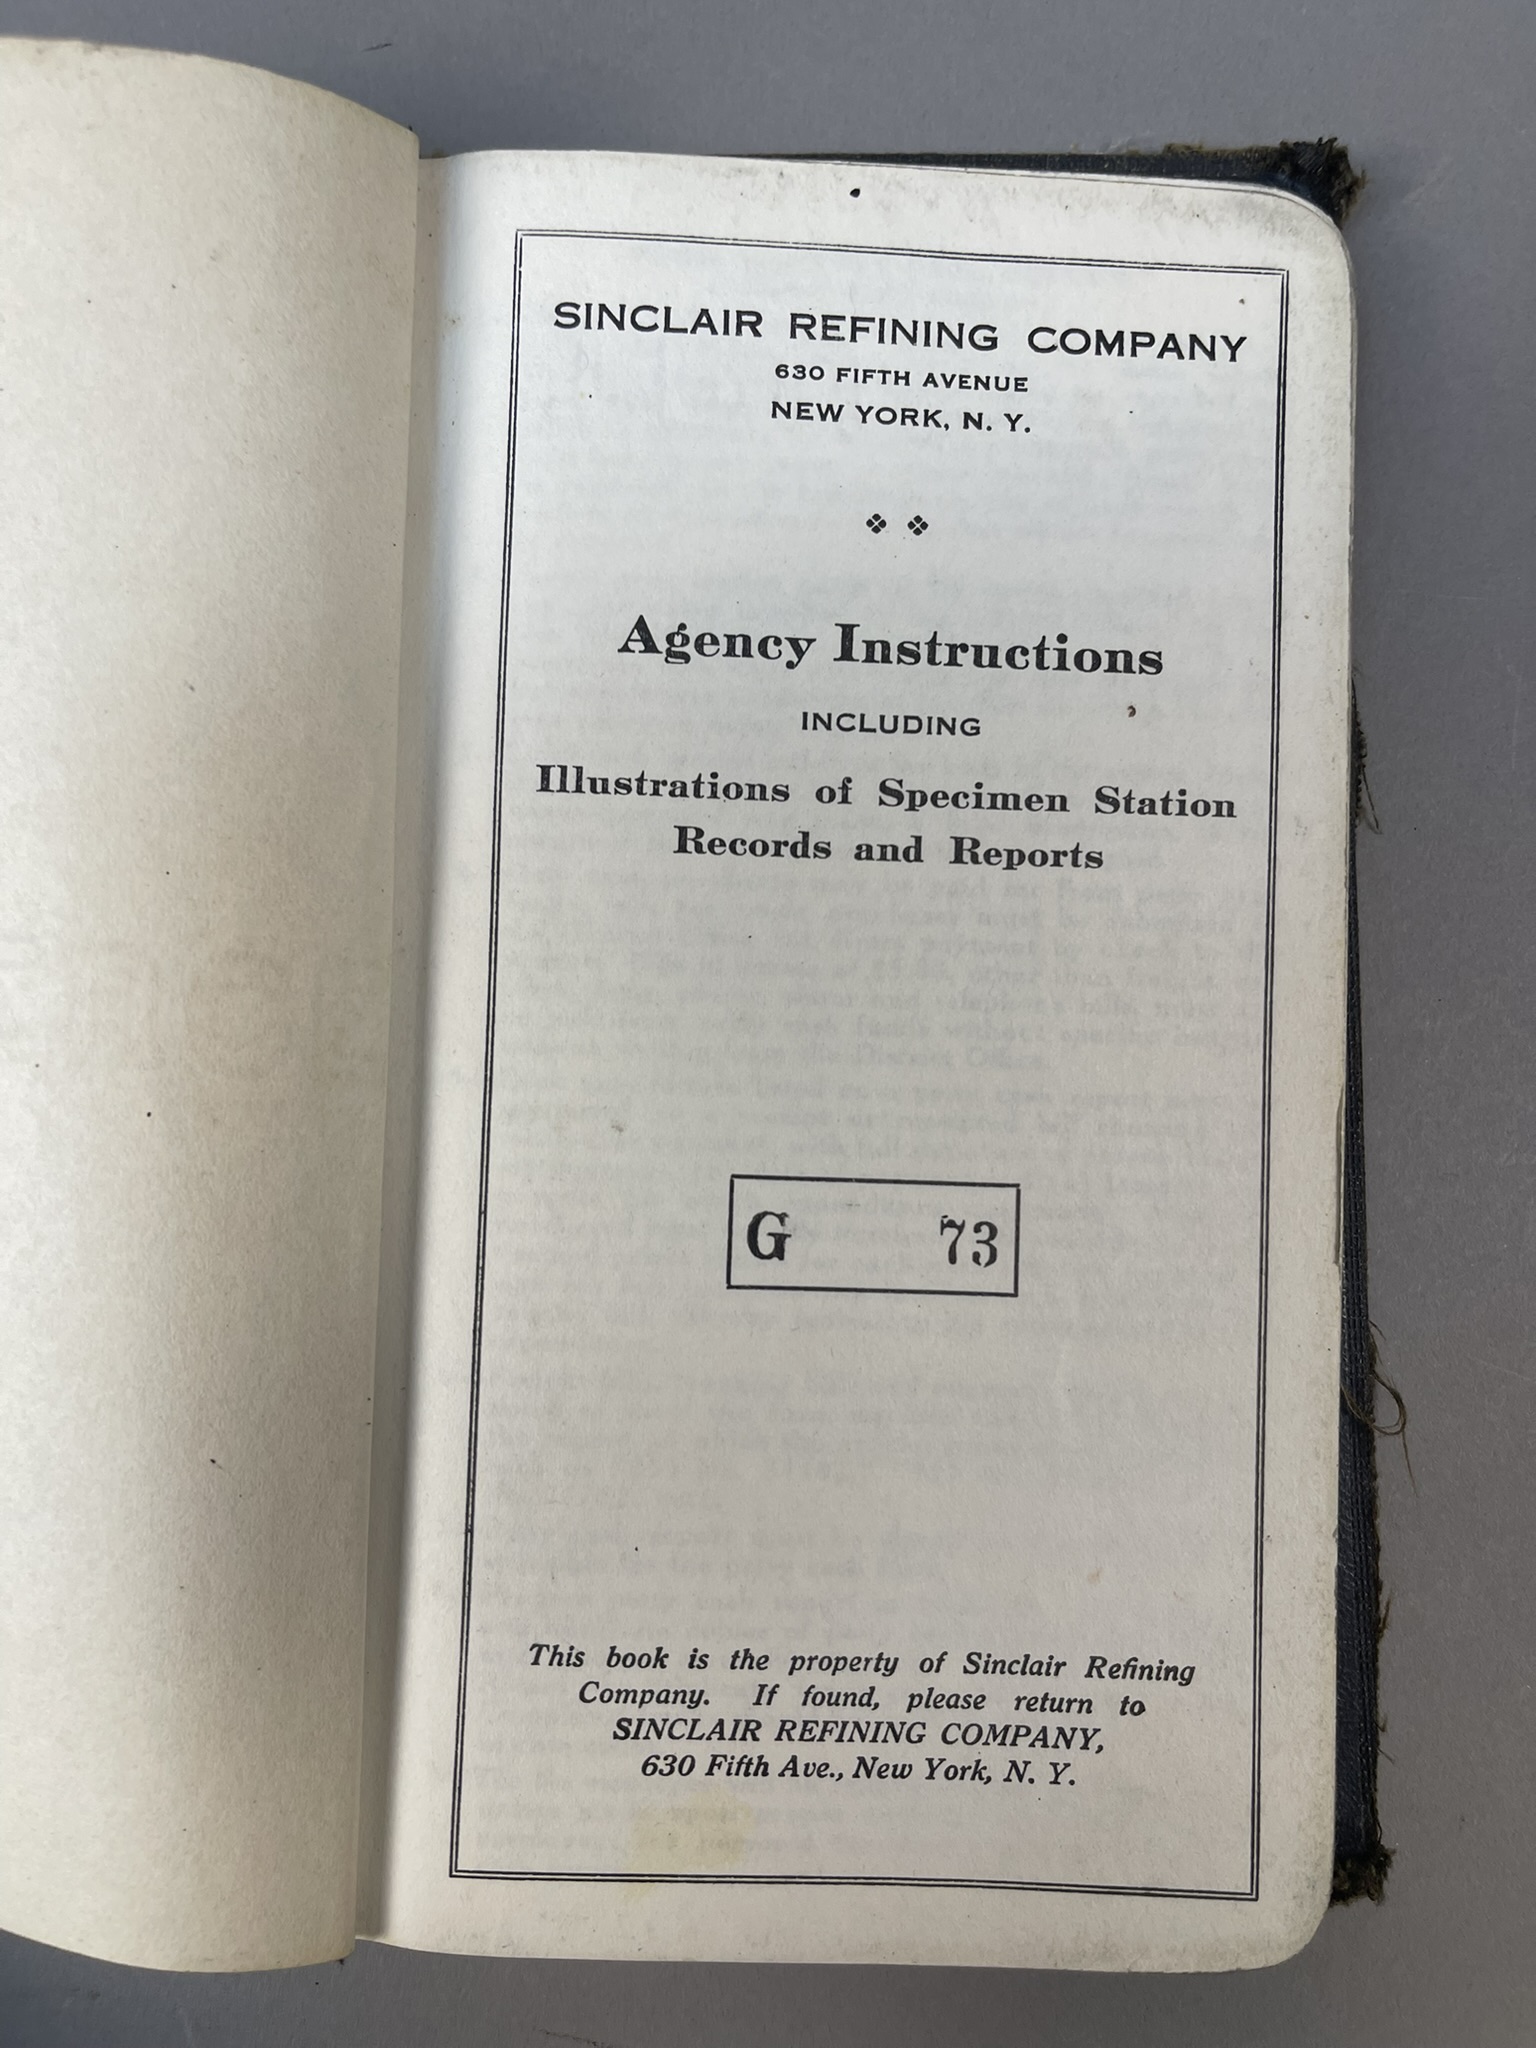 SINCLAIR REFINING COMPANY
630 FIFTH AVENUE
NEW YORK, N. Y.
Agency Instructions
INCLUDING
Illustrations of Specimen Station
Records and Reports
G 73
This book is the property of Sinclair Refining
Company. If found, please return to
SINCLAIR REFINING COMPANY,
630 Fifth Ave., New York, N. Y.